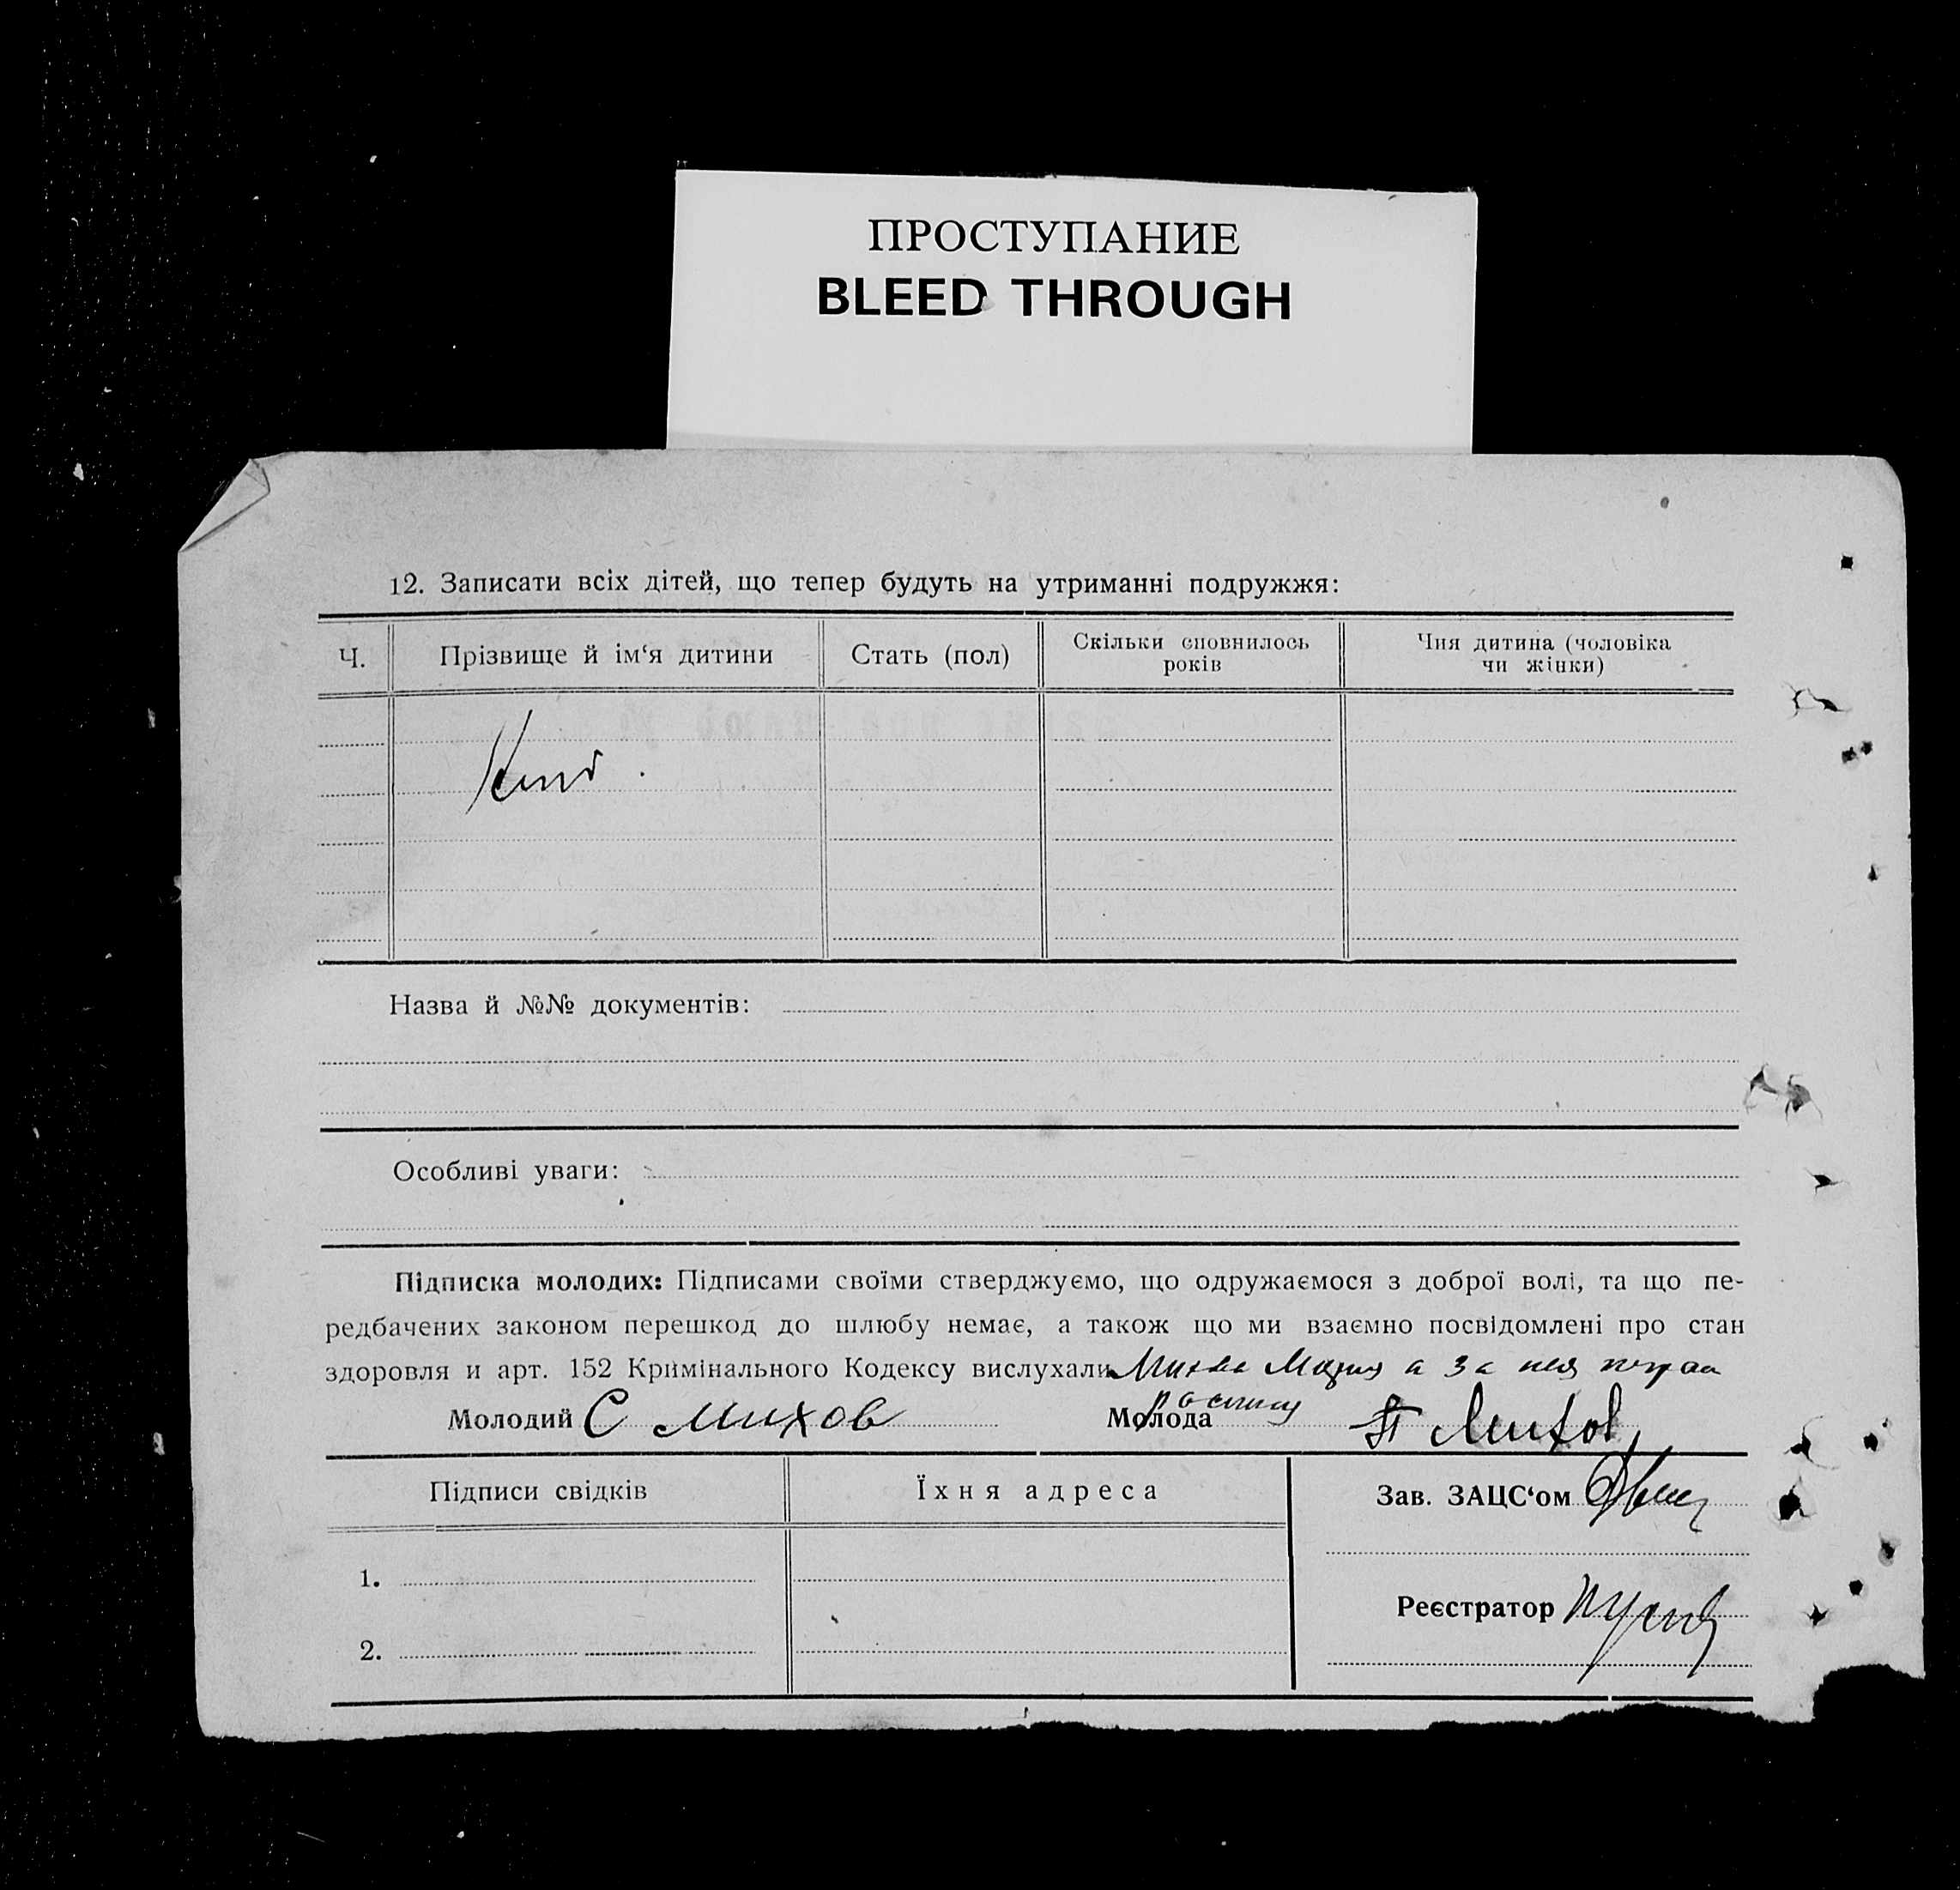 ПРОСТУПАНИЕ
BLEED THROUGH
12. Записати всіх дітей, що тепер будуть на утриманні подружжя:
Ч. Прізвище й ім‘я дитини Стать (пол) Скільки сповнилось років Чия дитина (чоловіка чи жінки)
Назва й №№ документів:
Особливі уваги:
Підписка молодих: Підписами своїми стверджуємо, що одружаємося з доброї волі, та що пе-
редбачених законом перешкод до шлюбу немає, а також що ми взаємно посвідомлені про стан
здоровля и арт. 152 Кримінального Кодексу вислухали
Молодий С Михов Молода П Михов
Підписи свідків Їхня адреса Зав. ЗАЦС‘ом
1.
Реєстратор
2.